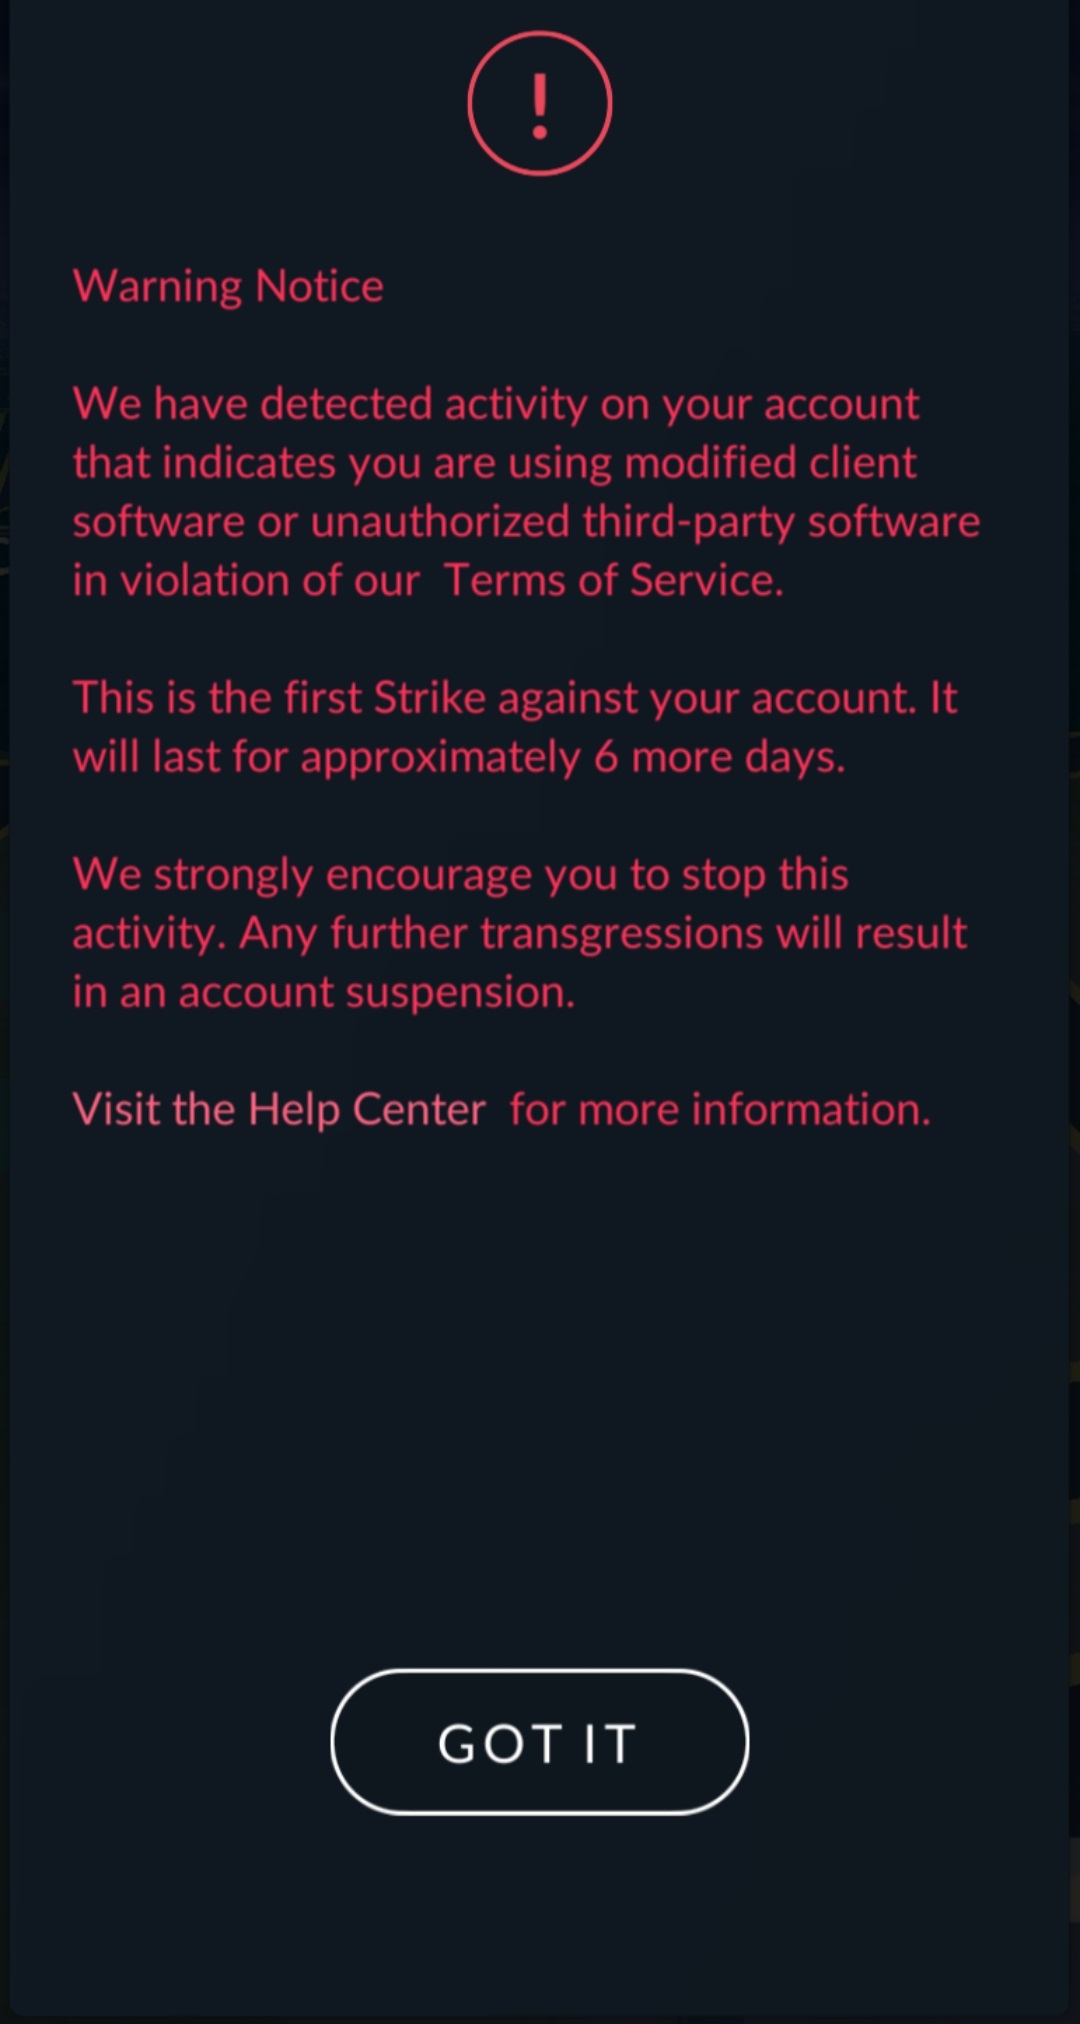 !
Warning Notice
We have detected activity on your account
that indicates you are using modified client
software or unauthorized third-party software
in violation of our  Terms of Service.
This is the first Strike against your account. It
will last for approximately 6 more days.
We strongly encourage you to stop this
activity. Any further transgressions will result
in an account suspension.
Visit the Help Center  for more information.
GOT IT